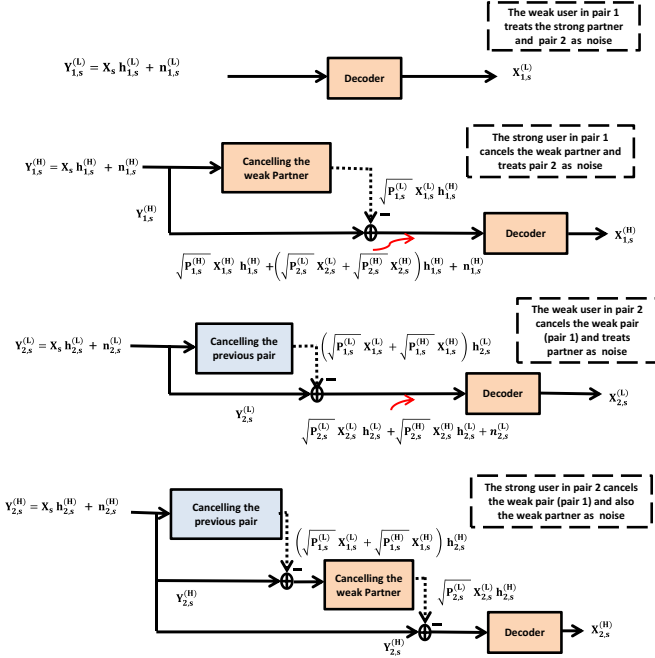 The weak user in pair 1
treats the strong partner
and pair 2 as noise
Y₁,ₛ⁽ᴸ⁾ = Xₛ h₁,ₛ⁽ᴸ⁾ + n₁,ₛ⁽ᴸ⁾
Decoder
X₁,ₛ⁽ᴸ⁾
The strong user in pair 1
cancels the weak partner and
treats pair 2 as noise
Y₁,ₛ⁽ᴴ⁾ = Xₛ h₁,ₛ⁽ᴴ⁾ + n₁,ₛ⁽ᴴ⁾
Cancelling the
weak Partner
√P₁,ₛ⁽ᴸ⁾ X₁,ₛ⁽ᴸ⁾ h₁,ₛ⁽ᴴ⁾
−
Y₁,ₛ⁽ᴴ⁾
Decoder
X₁,ₛ⁽ᴴ⁾
√P₁,ₛ⁽ᴴ⁾ X₁,ₛ⁽ᴴ⁾ h₁,ₛ⁽ᴴ⁾ + (√P₂,ₛ⁽ᴸ⁾ X₂,ₛ⁽ᴸ⁾ + √P₂,ₛ⁽ᴴ⁾ X₂,ₛ⁽ᴴ⁾) h₁,ₛ⁽ᴴ⁾ + n₁,ₛ⁽ᴴ⁾
The weak user in pair 2
cancels the weak pair
(pair 1) and treats
partner as noise
Y₂,ₛ⁽ᴸ⁾ = Xₛ h₂,ₛ⁽ᴸ⁾ + n₂,ₛ⁽ᴸ⁾
Cancelling the
previous pair
(√P₁,ₛ⁽ᴸ⁾ X₁,ₛ⁽ᴸ⁾ + √P₁,ₛ⁽ᴴ⁾ X₁,ₛ⁽ᴴ⁾) h₂,ₛ⁽ᴸ⁾
−
Y₂,ₛ⁽ᴸ⁾
Decoder
X₂,ₛ⁽ᴸ⁾
√P₂,ₛ⁽ᴸ⁾ X₂,ₛ⁽ᴸ⁾ h₂,ₛ⁽ᴸ⁾ + √P₂,ₛ⁽ᴴ⁾ X₂,ₛ⁽ᴴ⁾ h₂,ₛ⁽ᴸ⁾ + n₂,ₛ⁽ᴸ⁾
The strong user in pair 2 cancels
the weak pair (pair 1) and also
the weak partner as noise
Y₂,ₛ⁽ᴴ⁾ = Xₛ h₂,ₛ⁽ᴴ⁾ + n₂,ₛ⁽ᴴ⁾
Cancelling the
previous pair
(√P₁,ₛ⁽ᴸ⁾ X₁,ₛ⁽ᴸ⁾ + √P₁,ₛ⁽ᴴ⁾ X₁,ₛ⁽ᴴ⁾) h₂,ₛ⁽ᴴ⁾
−
Y₂,ₛ⁽ᴴ⁾
Cancelling the
weak Partner
√P₂,ₛ⁽ᴸ⁾ X₂,ₛ⁽ᴸ⁾ h₂,ₛ⁽ᴴ⁾
−
Y₂,ₛ⁽ᴴ⁾
Decoder
X₂,ₛ⁽ᴴ⁾